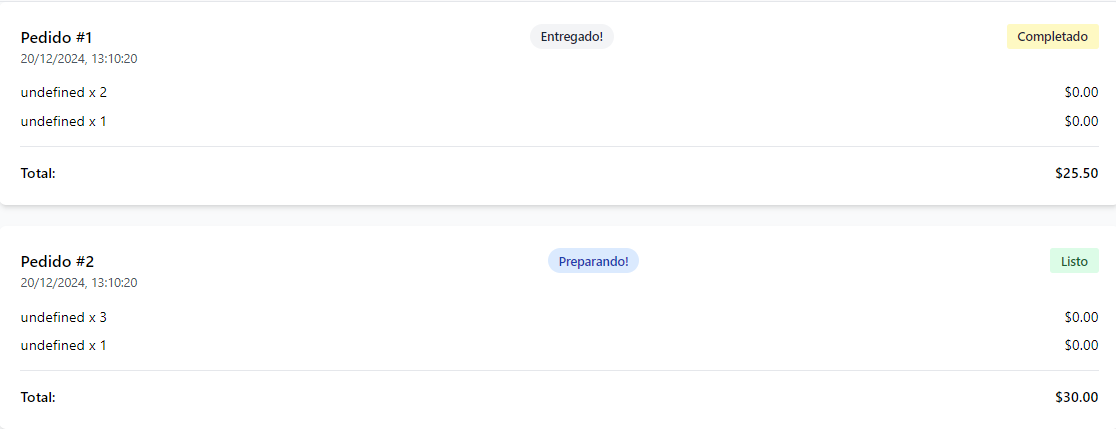 Pedido #1 Entregado! Completado
20/12/2024, 13:10:20
undefined x 2 $0.00
undefined x 1 $0.00
Total: $25.50
Pedido #2 Preparando! Listo
20/12/2024, 13:10:20
undefined x 3 $0.00
undefined x 1 $0.00
Total: $30.00